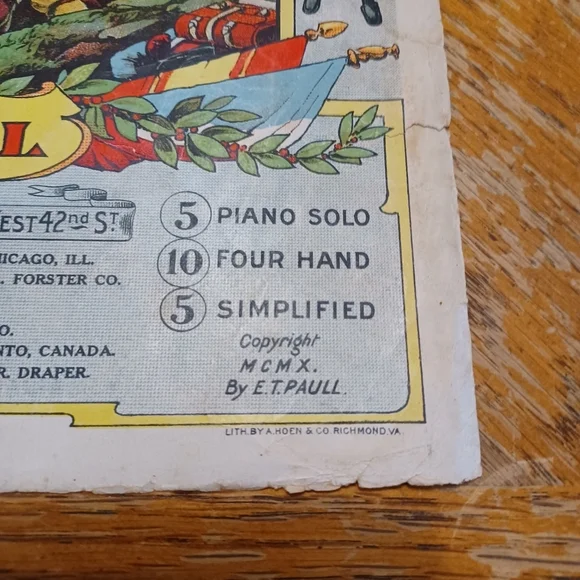 L
EST 42nd ST.
5 PIANO SOLO
HICAGO, ILL.
10 FOUR HAND
. FORSTER CO.
5 SIMPLIFIED
O.
NTO, CANADA.
R. DRAPER.
Copyright
MCMX.
By E.T. PAULL.
LITH. BY A. HOEN & CO. RICHMOND. VA.